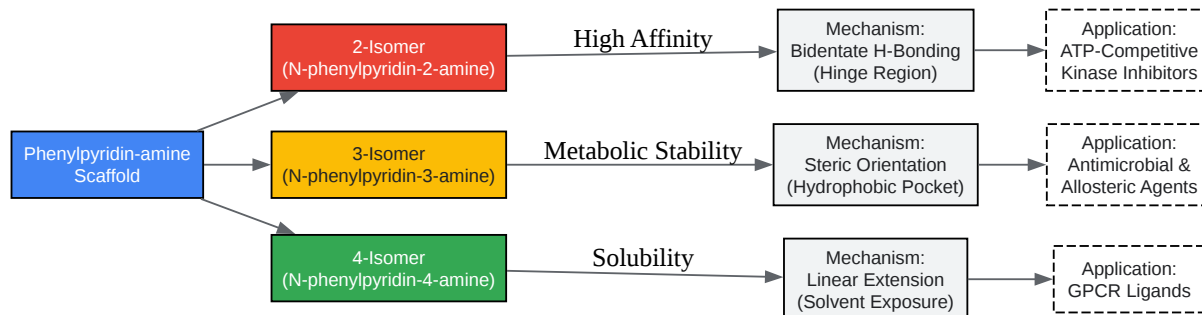 Phenylpyridin-amine
Scaffold
2-Isomer
(N-phenylpyridin-2-amine)
High Affinity
Mechanism:
Bidentate H-Bonding
(Hinge Region)
Application:
ATP-Competitive
Kinase Inhibitors
3-Isomer
(N-phenylpyridin-3-amine)
Metabolic Stability
Mechanism:
Steric Orientation
(Hydrophobic Pocket)
Application:
Antimicrobial &
Allosteric Agents
4-Isomer
(N-phenylpyridin-4-amine)
Solubility
Mechanism:
Linear Extension
(Solvent Exposure)
Application:
GPCR Ligands